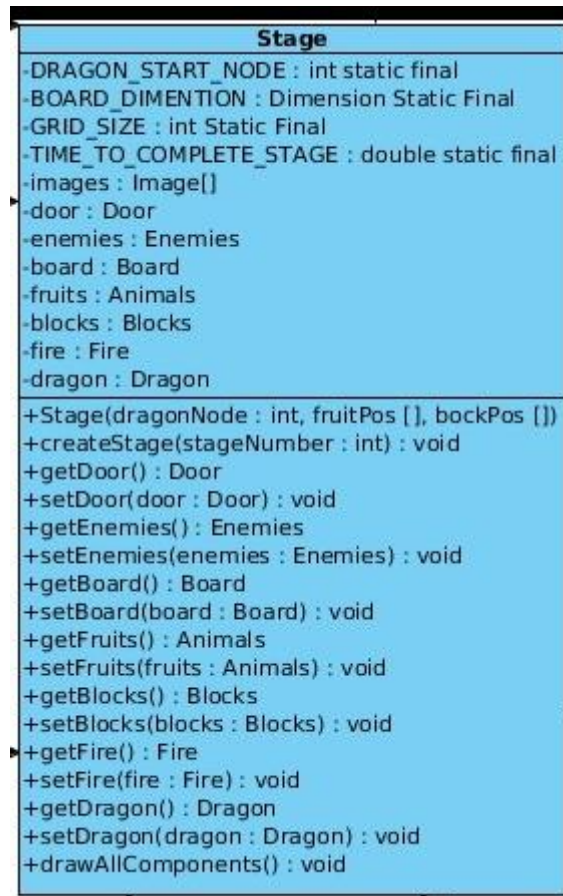 Stage
-DRAGON_START_NODE : int static final
-BOARD_DIMENTION : Dimension Static Final
-GRID_SIZE : int Static Final
-TIME_TO_COMPLETE_STAGE : double static final
-images : Image[]
-door : Door
-enemies : Enemies
-board : Board
-fruits : Animals
-blocks : Blocks
-fire : Fire
-dragon : Dragon
+Stage(dragonNode : int, fruitPos [], bockPos [])
+createStage(stageNumber : int) : void
+getDoor() : Door
+setDoor(door : Door) : void
+getEnemies() : Enemies
+setEnemies(enemies : Enemies) : void
+getBoard() : Board
+setBoard(board : Board) : void
+getFruits() : Animals
+setFruits(fruits : Animals) : void
+getBlocks() : Blocks
+setBlocks(blocks : Blocks) : void
+getFire() : Fire
+setFire(fire : Fire) : void
+getDragon() : Dragon
+setDragon(dragon : Dragon) : void
+drawAllComponents() : void